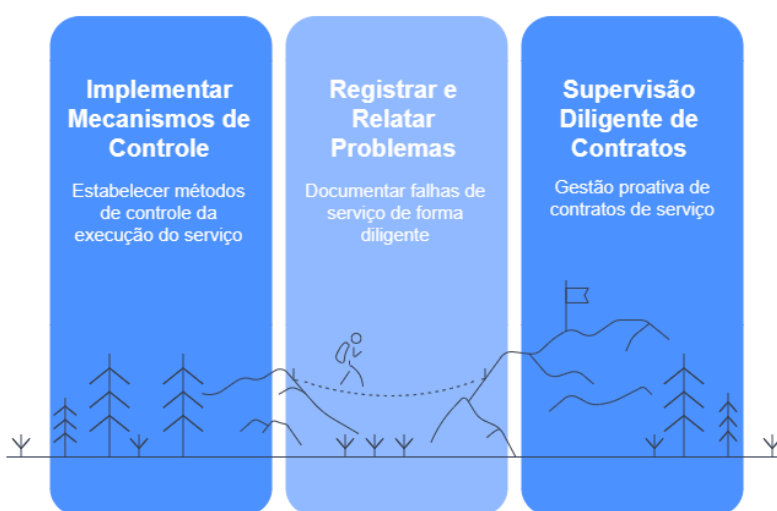 Implementar
Mecanismos de
Controle
Estabelecer métodos
de controle da
execução do serviço
Registrar e
Relatar
Problemas
Documentar falhas de
serviço de forma
diligente
Supervisão
Diligente de
Contratos
Gestão proativa de
contratos de serviço